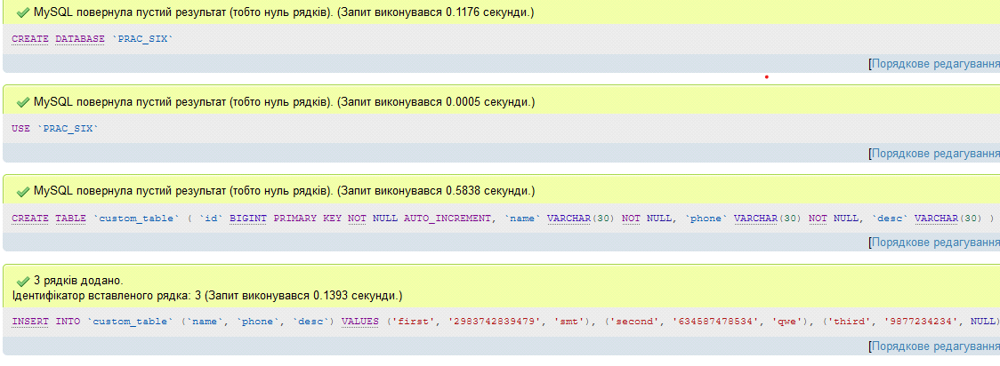 MySQL повернула пустий результат (тобто нуль рядків). (Запит виконувався 0.1176 секунди.)
CREATE DATABASE `PRAC_SIX`
[Порядкове редагування
MySQL повернула пустий результат (тобто нуль рядків). (Запит виконувався 0.0005 секунди.)
USE `PRAC_SIX`
[Порядкове редагування
MySQL повернула пустий результат (тобто нуль рядків). (Запит виконувався 0.5838 секунди.)
CREATE TABLE `custom_table` ( `id` BIGINT PRIMARY KEY NOT NULL AUTO_INCREMENT, `name` VARCHAR(30) NOT NULL, `phone` VARCHAR(30) NOT NULL, `desc` VARCHAR(30) )
[Порядкове редагування
3 рядків додано.
Ідентифікатор вставленого рядка: 3 (Запит виконувався 0.1393 секунди.)
INSERT INTO `custom_table` (`name`, `phone`, `desc`) VALUES ('first', '2983742839479', 'smt'), ('second', '634587478534', 'qwe'), ('third', '9877234234', NULL)
[Порядкове редагування